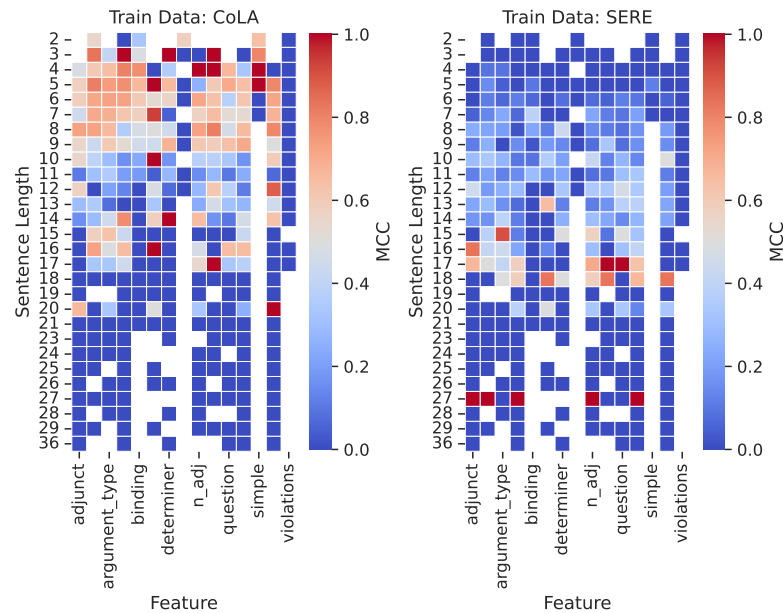 Train Data: CoLA
Sentence Length
2
3
4
5
6
7
8
9
10
11
12
13
14
15
16
17
18
19
20
21
23
24
25
26
27
28
29
36
adjunct
argument_type
binding
determiner
n_adj
question
simple
violations
Feature
1.0
0.8
0.6
0.4
0.2
0.0
MCC
Train Data: SERE
Sentence Length
2
3
4
5
6
7
8
9
10
11
12
13
14
15
16
17
18
19
20
21
23
24
25
26
27
28
29
36
adjunct
argument_type
binding
determiner
n_adj
question
simple
violations
Feature
1.0
0.8
0.6
0.4
0.2
0.0
MCC